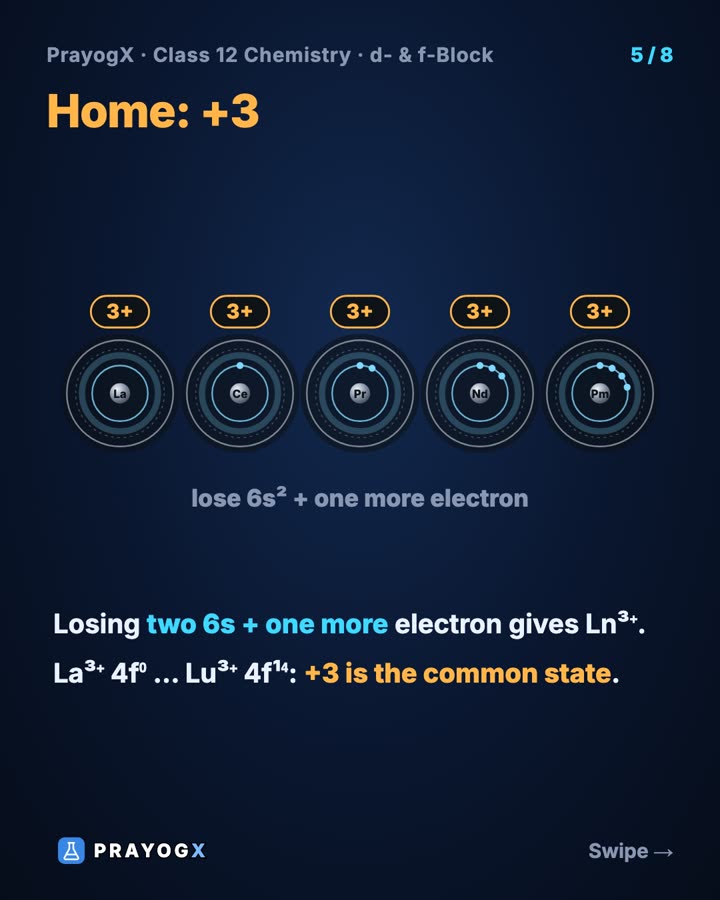 PrayogX · Class 12 Chemistry · d- & f-Block 5 / 8
Home: +3
3+ 3+ 3+ 3+ 3+
La Ce Pr Nd Pm
lose 6s² + one more electron
Losing two 6s + one more electron gives Ln³⁺.
La³⁺ 4f⁰ … Lu³⁺ 4f¹⁴: +3 is the common state.
PRAYOGX Swipe →